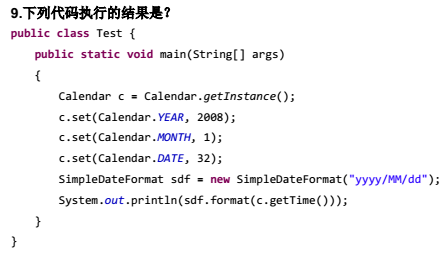 9.下列代码执行的结果是?
public class Test {
public static void main(String[] args)
{
Calendar c = Calendar.getInstance();
c.set(Calendar.YEAR, 2008);
c.set(Calendar.MONTH, 1);
c.set(Calendar.DATE, 32);
SimpleDateFormat sdf = new SimpleDateFormat("yyyy/MM/dd");
System.out.println(sdf.format(c.getTime()));
}
}